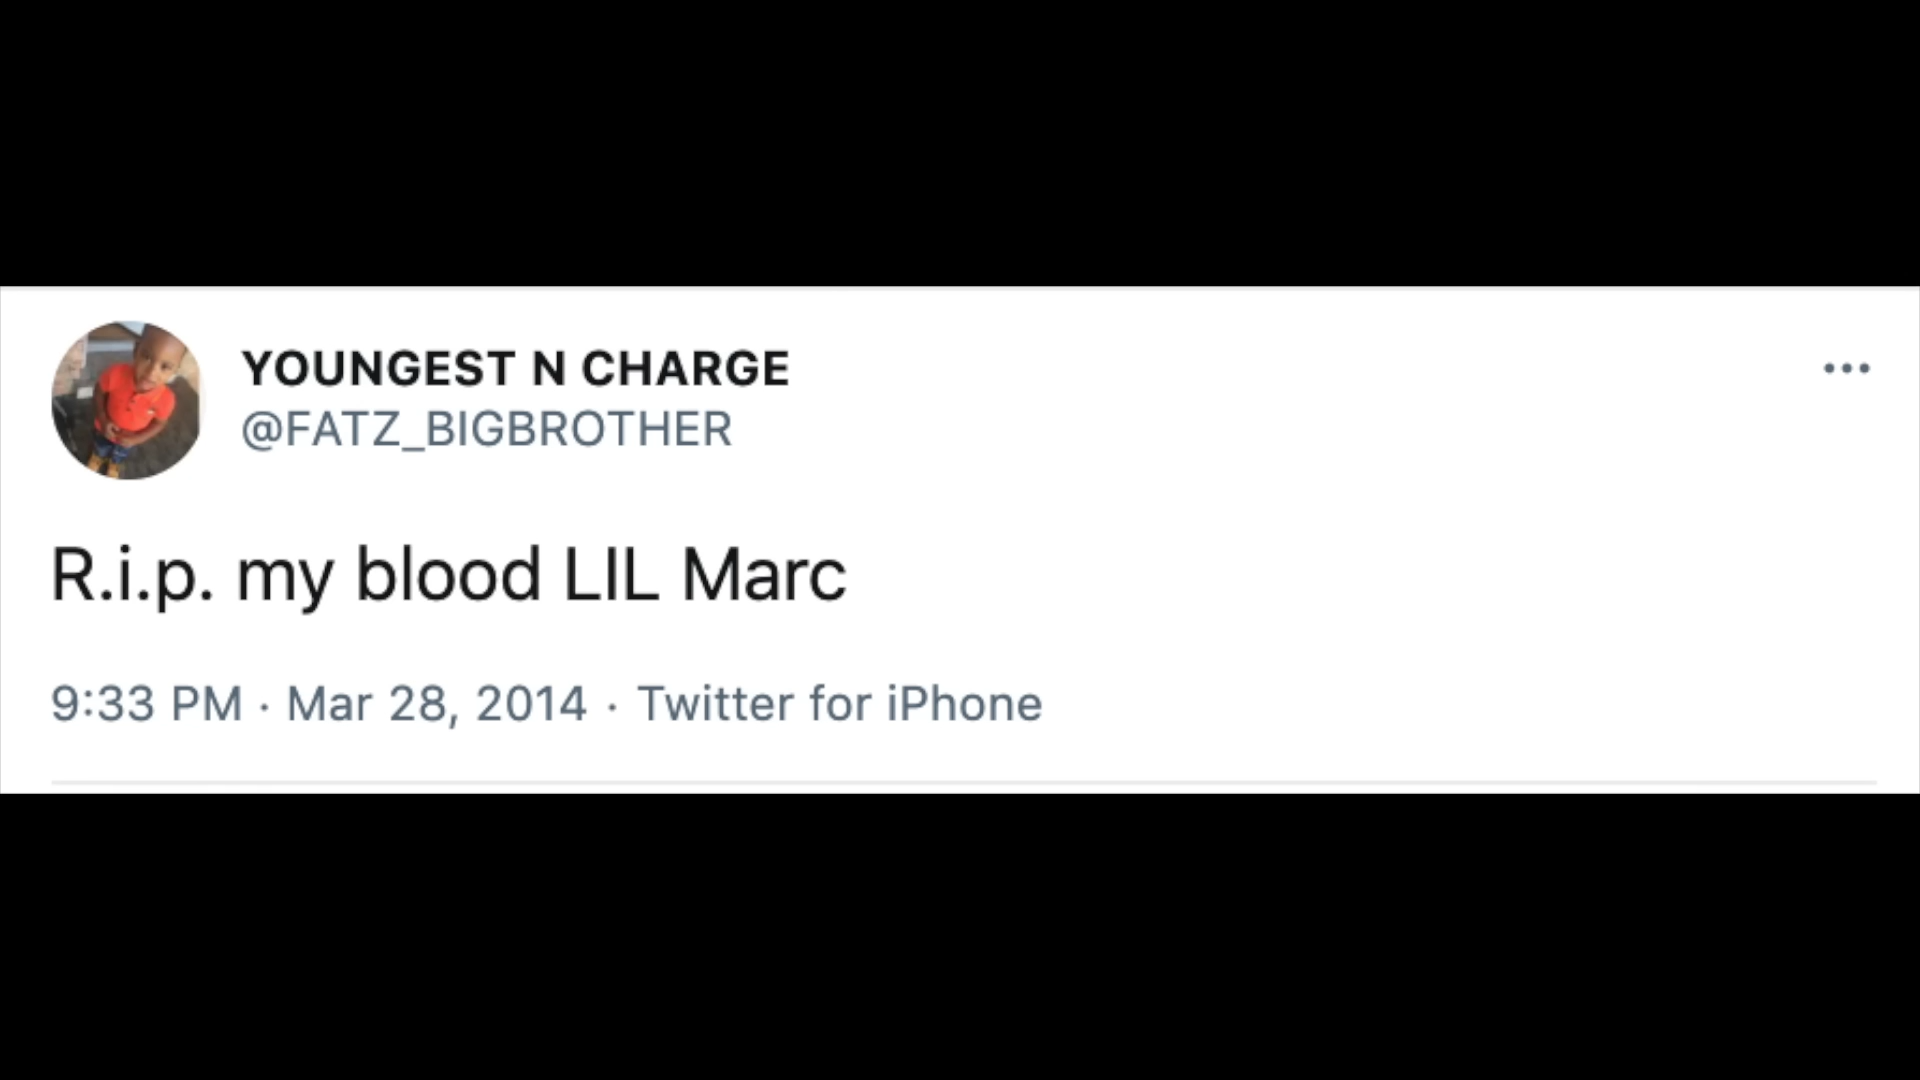 YOUNGEST N CHARGE
@FATZ_BIGBROTHER
R.i.p. my blood LIL Marc
9:33 PM · Mar 28, 2014 · Twitter for iPhone